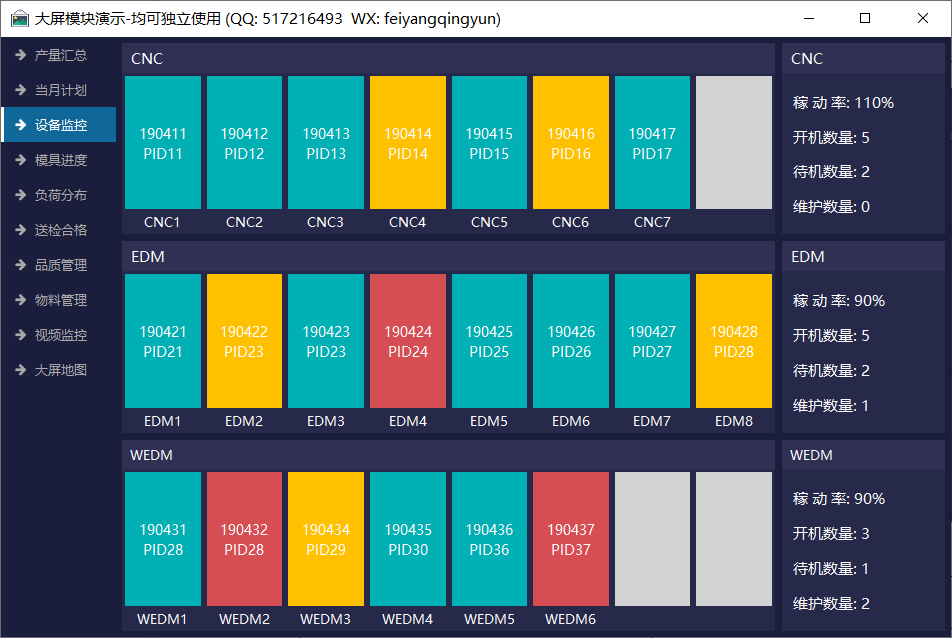 大屏模块演示-均可独立使用 (QQ: 517216493  WX: feiyangqingyun)
产量汇总
当月计划
设备监控
模具进度
负荷分布
送检合格
品质管理
物料管理
视频监控
大屏地图
CNC
190411 190412 190413 190414 190415 190416 190417
PID11 PID12 PID13 PID14 PID15 PID16 PID17
CNC1 CNC2 CNC3 CNC4 CNC5 CNC6 CNC7
CNC
稼 动 率: 110%
开机数量: 5
待机数量: 2
维护数量: 0
EDM
190421 190422 190423 190424 190425 190426 190427 190428
PID21 PID23 PID23 PID24 PID25 PID26 PID27 PID28
EDM1 EDM2 EDM3 EDM4 EDM5 EDM6 EDM7 EDM8
EDM
稼 动 率: 90%
开机数量: 5
待机数量: 2
维护数量: 1
WEDM
190431 190432 190434 190435 190436 190437
PID28 PID28 PID29 PID30 PID36 PID37
WEDM1 WEDM2 WEDM3 WEDM4 WEDM5 WEDM6
WEDM
稼 动 率: 90%
开机数量: 3
待机数量: 1
维护数量: 2